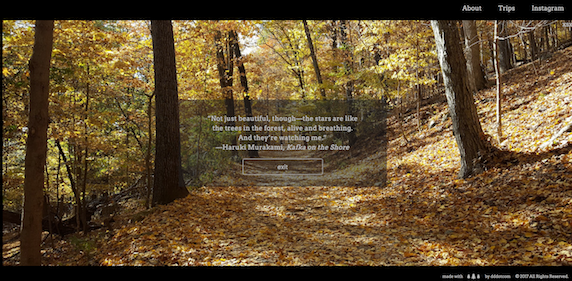 About Trips Instagram
"Not just beautiful, though—the stars are like
the trees in the forest, alive and breathing.
And they're watching me."
—Haruki Murakami, Kafka on the Shore
exit
made with by dddotcom © 2017 All Rights Reserved.